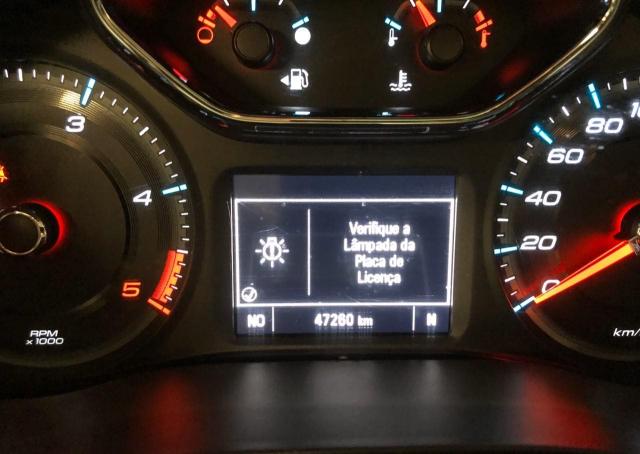 3
4
5
RPM
x1000
Verifique a
Lâmpada da
Placa de
Licença
NO
47260 km
N
0
20
40
60
80
km/